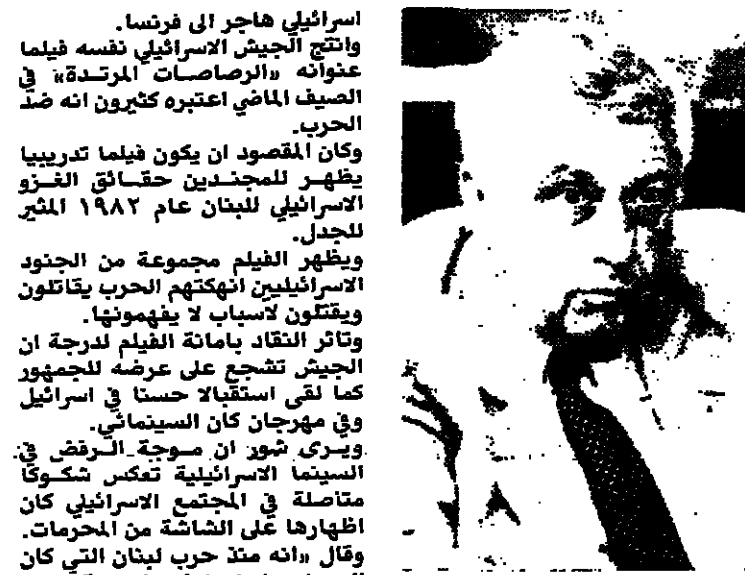 اسرائيلي هاجر الى فرنسا.
وانتج الجيش الاسرائيلي نفسه فيلما
عنوانه «الرصاصات المرتدة» في
الصيف الماضي اعتبره كثيرون انه ضد
الحرب.
وكان المقصود ان يكون فيلما تدريبيا
يظهر للمجندين حقائق الغزو
الاسرائيلي للبنان عام ١٩٨٢ المثير
للجدل.
ويظهر الفيلم مجموعة من الجنود
الاسرائيليين انهكتهم الحرب يقاتلون
ويقتلون لاسباب لا يفهمونها.
وتاثر النقاد بامانة الفيلم لدرجة ان
الجيش تشجع على عرضه للجمهور
كما لقى استقبالا حسنا في اسرائيل
وفي مهرجان كان السينمائي.
ويرى شور ان موجة الرفض في
السينما الاسرائيلية تعكس شكوكا
متاصلة في المجتمع الاسرائيلي كان
اظهارها على الشاشة من المحرمات.
وقال «انه منذ حرب لبنان التي كان